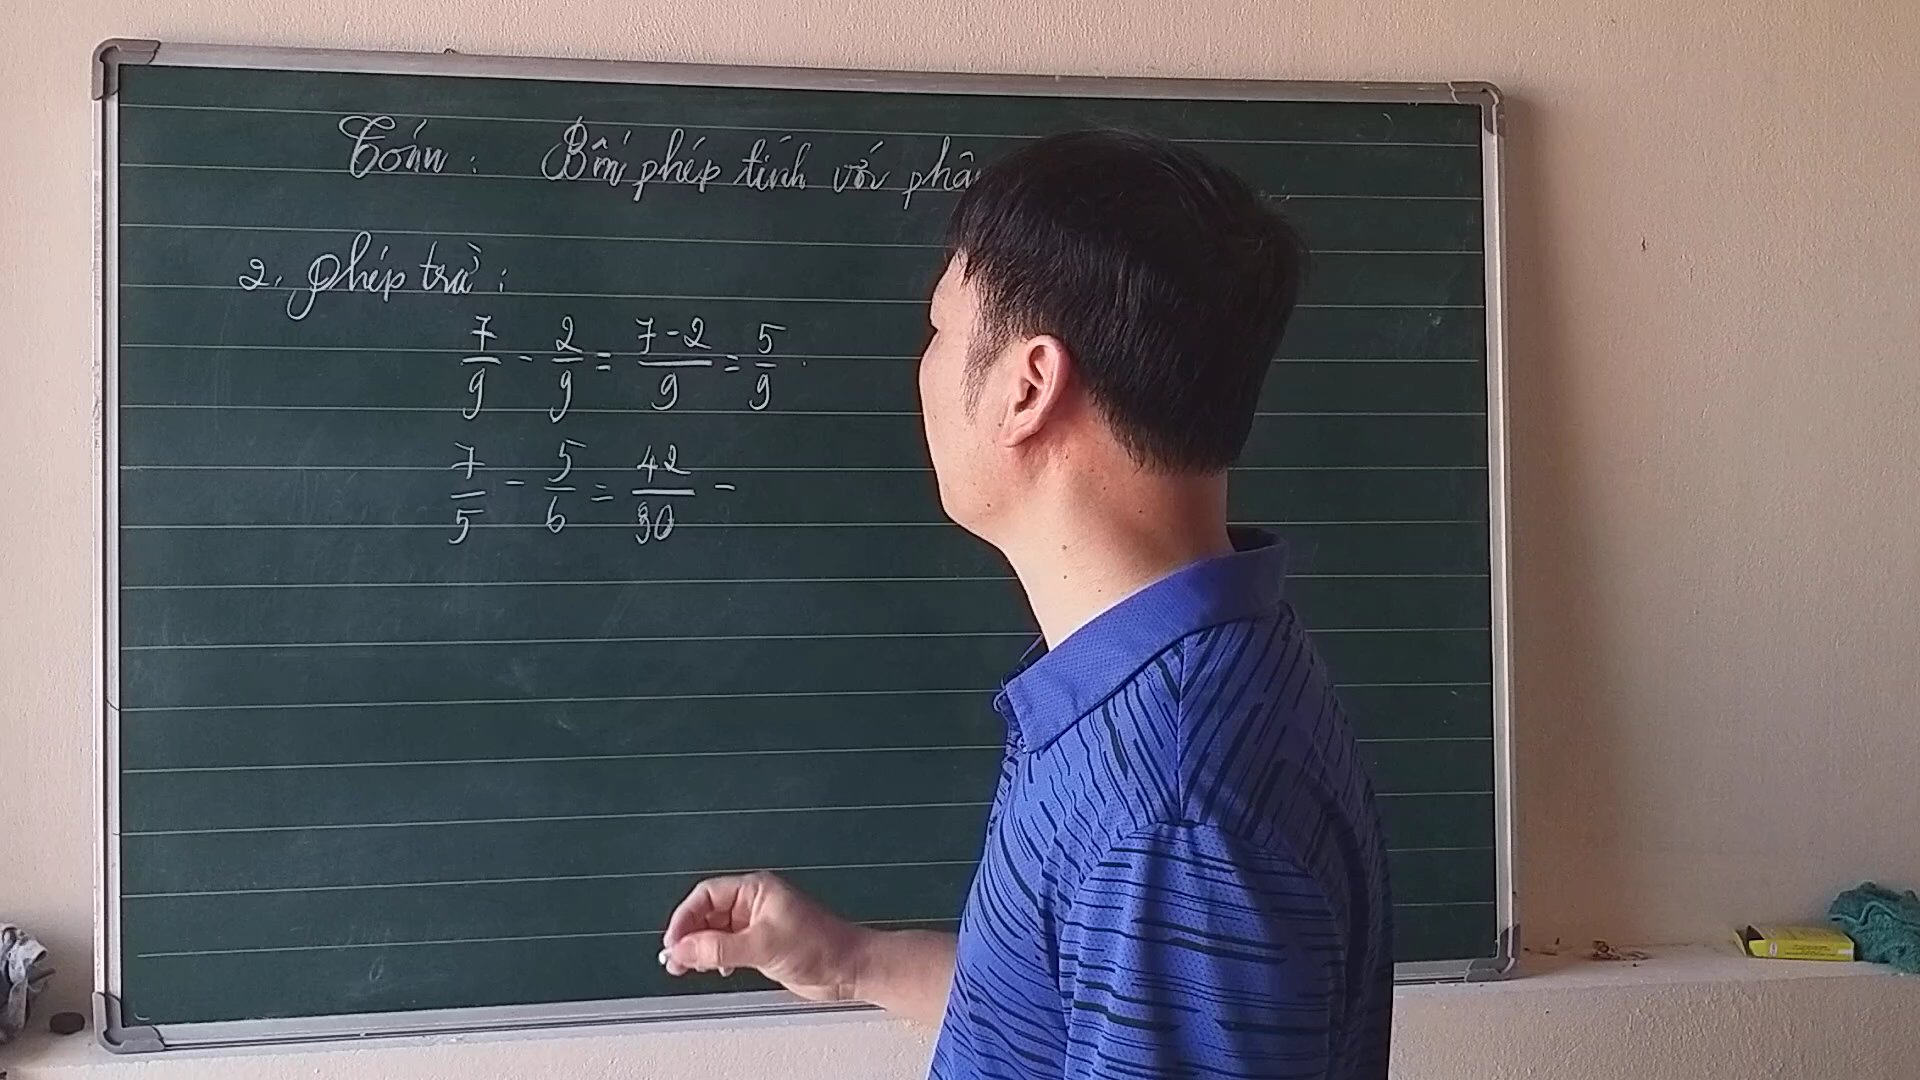 Toán : Bốn phép tính với phâ
2. Phép trừ :
7/9 - 2/9 = 7-2/9 = 5/9 .
7/5 - 5/6 = 42/30 -